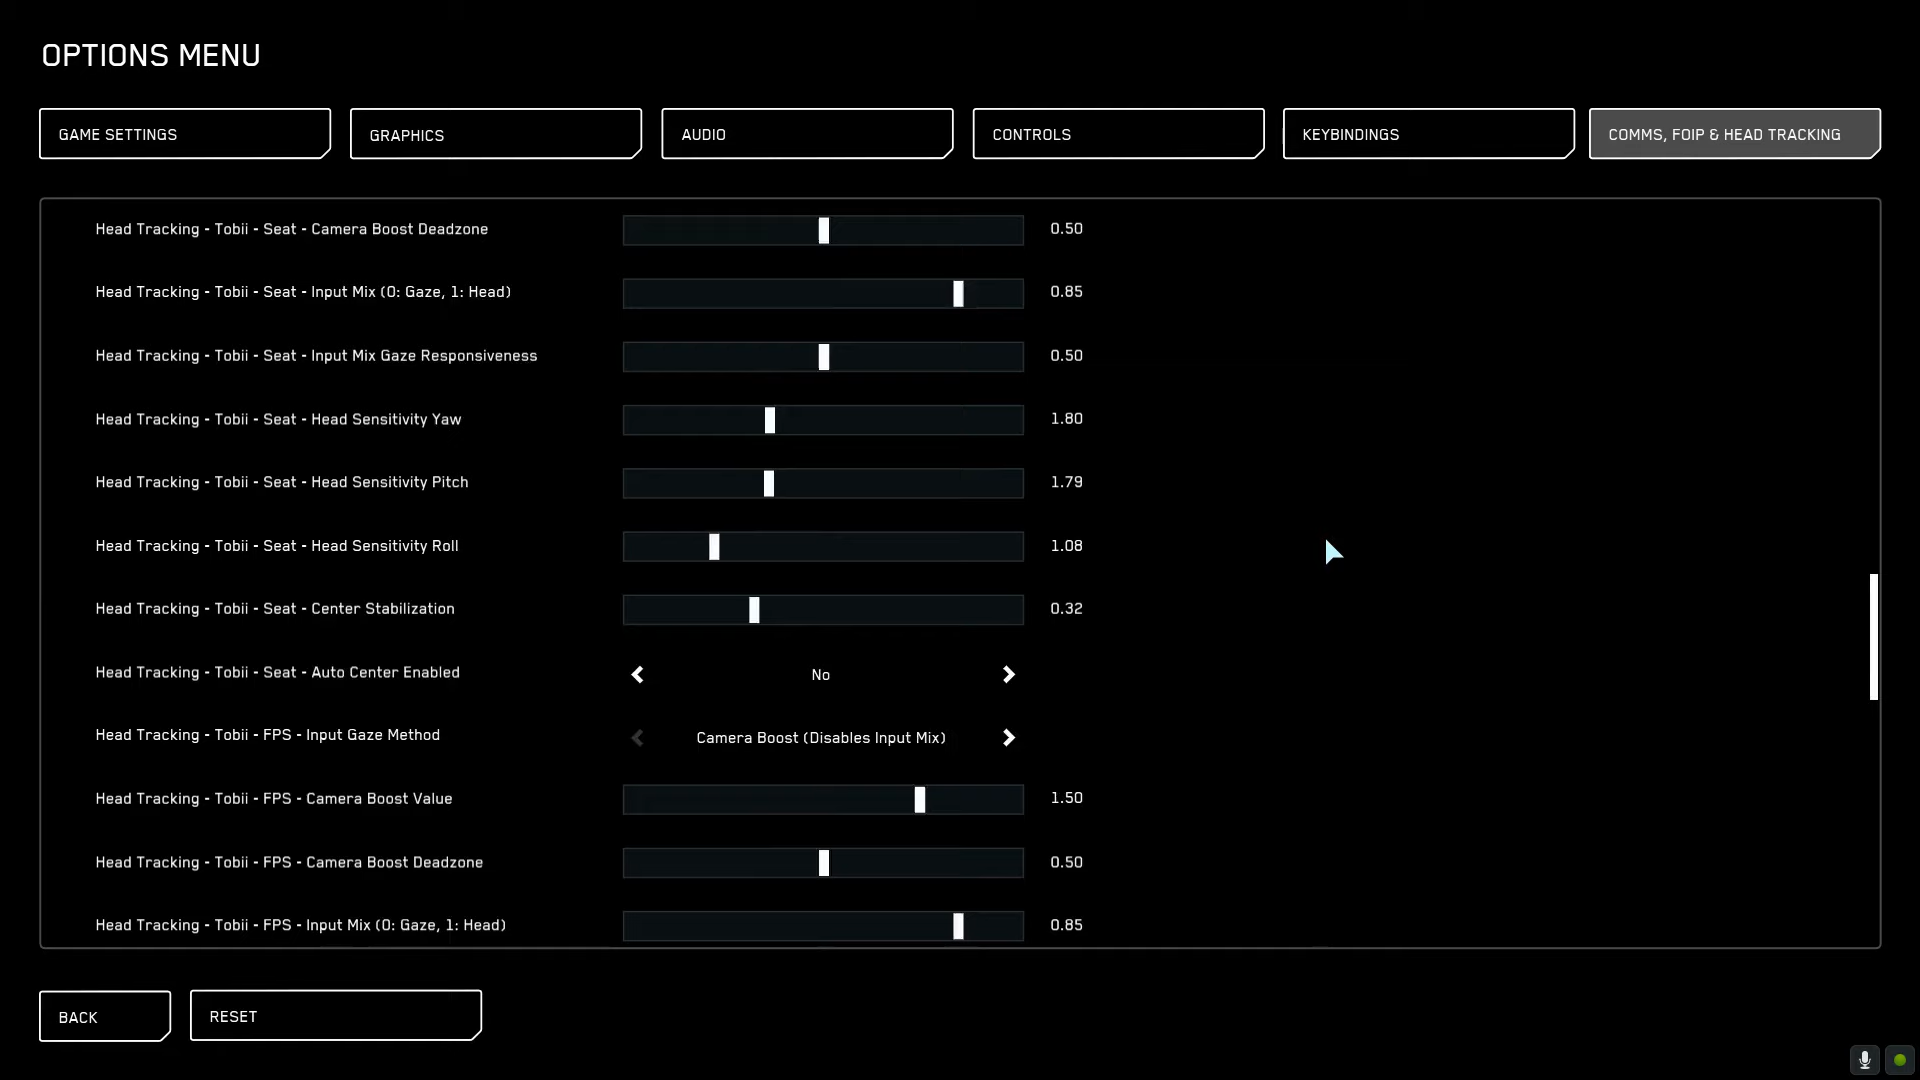 OPTIONS MENU
GAME SETTINGS
GRAPHICS
AUDIO
CONTROLS
KEYBINDINGS
COMMS, FOIP & HEAD TRACKING
Head Tracking - Tobii - Seat - Camera Boost Deadzone 0.50
Head Tracking - Tobii - Seat - Input Mix (0: Gaze, 1: Head) 0.85
Head Tracking - Tobii - Seat - Input Mix Gaze Responsiveness 0.50
Head Tracking - Tobii - Seat - Head Sensitivity Yaw 1.80
Head Tracking - Tobii - Seat - Head Sensitivity Pitch 1.79
Head Tracking - Tobii - Seat - Head Sensitivity Roll 1.08
Head Tracking - Tobii - Seat - Center Stabilization 0.32
Head Tracking - Tobii - Seat - Auto Center Enabled No
Head Tracking - Tobii - FPS - Input Gaze Method Camera Boost (Disables Input Mix)
Head Tracking - Tobii - FPS - Camera Boost Value 1.50
Head Tracking - Tobii - FPS - Camera Boost Deadzone 0.50
Head Tracking - Tobii - FPS - Input Mix (0: Gaze, 1: Head) 0.85
BACK
RESET